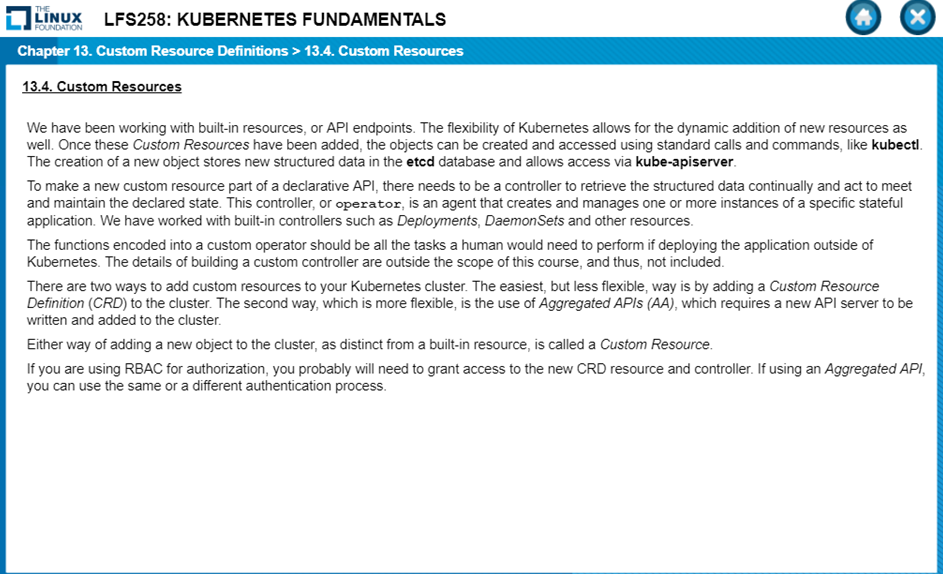 THE
LINUX
FOUNDATION
LFS258: KUBERNETES FUNDAMENTALS
Chapter 13. Custom Resource Definitions > 13.4. Custom Resources
13.4. Custom Resources
We have been working with built-in resources, or API endpoints. The flexibility of Kubernetes allows for the dynamic addition of new resources as
well. Once these Custom Resources have been added, the objects can be created and accessed using standard calls and commands, like kubectl.
The creation of a new object stores new structured data in the etcd database and allows access via kube-apiserver.
To make a new custom resource part of a declarative API, there needs to be a controller to retrieve the structured data continually and act to meet
and maintain the declared state. This controller, or operator, is an agent that creates and manages one or more instances of a specific stateful
application. We have worked with built-in controllers such as Deployments, DaemonSets and other resources.
The functions encoded into a custom operator should be all the tasks a human would need to perform if deploying the application outside of
Kubernetes. The details of building a custom controller are outside the scope of this course, and thus, not included.
There are two ways to add custom resources to your Kubernetes cluster. The easiest, but less flexible, way is by adding a Custom Resource
Definition (CRD) to the cluster. The second way, which is more flexible, is the use of Aggregated APIs (AA), which requires a new API server to be
written and added to the cluster.
Either way of adding a new object to the cluster, as distinct from a built-in resource, is called a Custom Resource.
If you are using RBAC for authorization, you probably will need to grant access to the new CRD resource and controller. If using an Aggregated API,
you can use the same or a different authentication process.